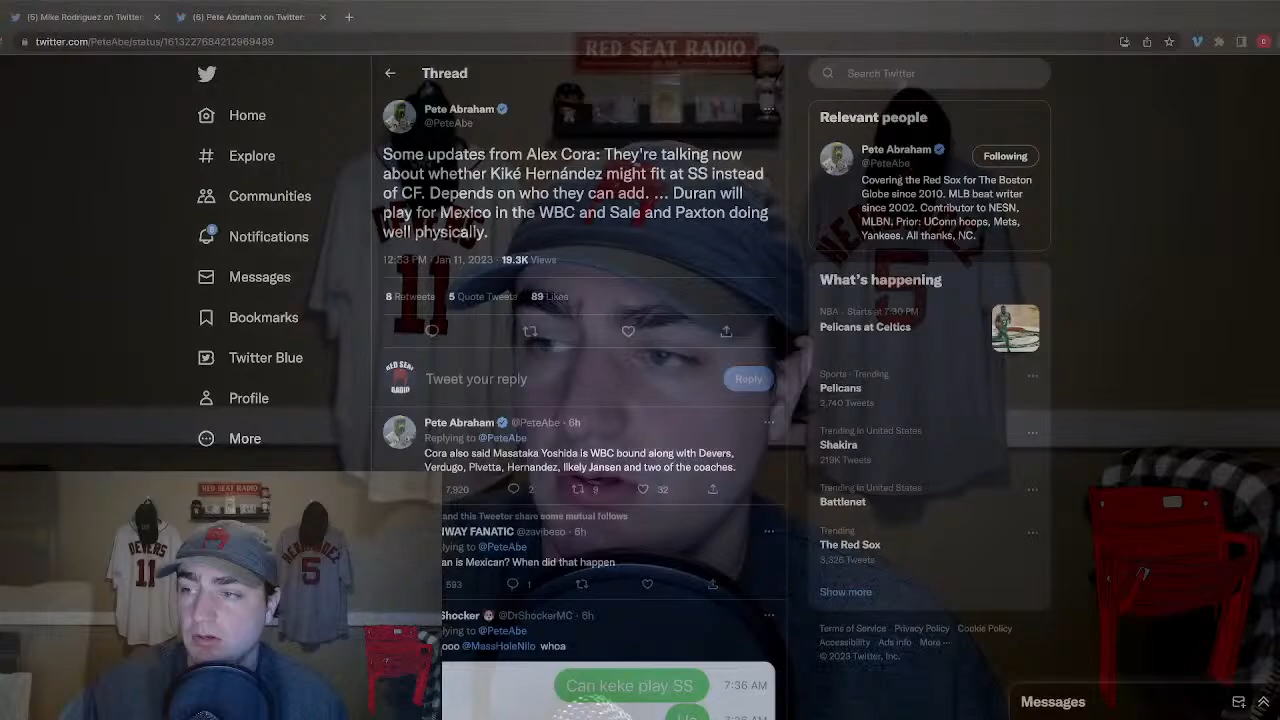 (5) Mike Rodriguez on Twitter:
(6) Pete Abraham on Twitter:
twitter.com/PeteAbe/status/1613227684212969489
RED SEAT RADIO
Home
Explore
Communities
8
Notifications
Messages
Bookmarks
Twitter Blue
Profile
More
Thread
Pete Abraham
@PeteAbe
Some updates from Alex Cora: They're talking now
about whether Kiké Hernández might fit at SS instead
of CF. Depends on who they can add. ... Duran will
play for Mexico in the WBC and Sale and Paxton doing
well physically.
12:33 PM · Jan 11, 2023 · 19.3K Views
8 Retweets 5 Quote Tweets 89 Likes
RED SEAT
RADIO
Tweet your reply
Reply
Pete Abraham @PeteAbe · 6h
Replying to @PeteAbe
Cora also said Masataka Yoshida is WBC bound along with Devers,
Verdugo, Pivetta, Hernandez, likely Jansen and two of the coaches.
7,920 2 9 32
and this Tweeter share some mutual follows
WAY FANATIC @zavibeso · 6h
lying to @PeteAbe
an is Mexican? When did that happen
593 1
Shocker @DrShockerMC · 6h
lying to @PeteAbe
ooo @MassHoleNilo whoa
Can keke play SS
7:36 AM
Search Twitter
Relevant people
Pete Abraham
@PeteAbe
Following
Covering the Red Sox for The Boston
Globe since 2010. MLB beat writer
since 2002. Contributor to NESN,
MLBN. Prior: UConn hoops, Mets,
Yankees. All thanks, NC.
What's happening
NBA · Starts at 7:30 PM
Pelicans at Celtics
Sports · Trending
Pelicans
2,740 Tweets
Trending in United States
Shakira
219K Tweets
Trending in United States
Battlenet
Trending
The Red Sox
3,326 Tweets
Show more
Terms of Service Privacy Policy Cookie Policy
Accessibility Ads info More
© 2023 Twitter, Inc.
Messages
RED SEAT RADIO
DEVERS
11
HERNANDEZ
5
11
5